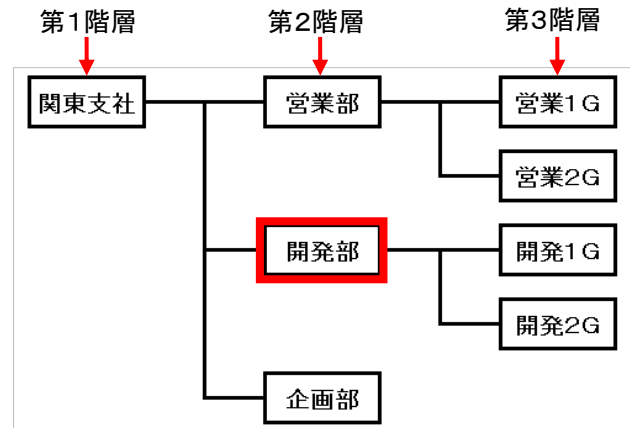 第1階層
第2階層
第3階層
関東支社
営業部
営業1G
営業2G
開発部
開発1G
開発2G
企画部